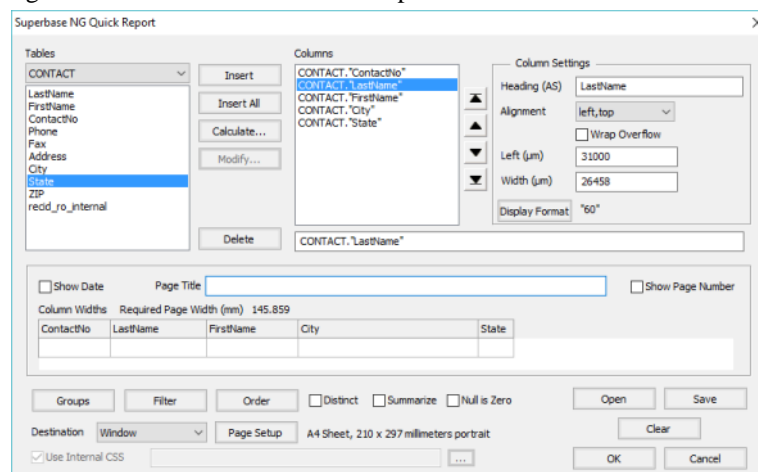 Superbase NG Quick Report
Tables
CONTACT
LastName
FirstName
ContactNo
Phone
Fax
Address
City
State
ZIP
recid_ro_internal
Insert
Insert All
Calculate...
Modify...
Delete
Columns
CONTACT."ContactNo"
CONTACT."LastName"
CONTACT."FirstName"
CONTACT."City"
CONTACT."State"
CONTACT."LastName"
Column Settings
Heading (AS) LastName
Alignment left,top
Wrap Overflow
Left (µm) 31000
Width (µm) 26458
Display Format "60"
Show Date Page Title Show Page Number
Column Widths Required Page Width (mm) 145.859
ContactNo LastName FirstName City State
Groups Filter Order Distinct Summarize Null is Zero Open Save
Destination Window Page Setup A4 Sheet, 210 x 297 millimeters portrait Clear
Use Internal CSS ... OK Cancel